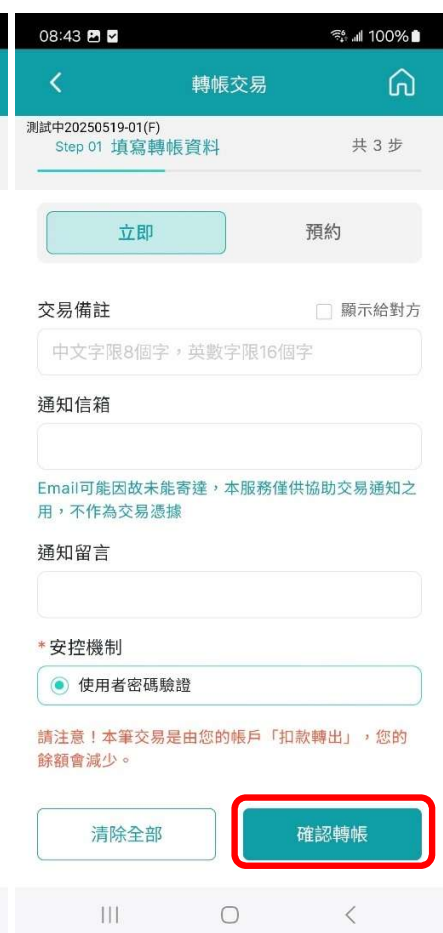 08:43
100%
轉帳交易
測試中20250519-01(F)
Step 01 填寫轉帳資料
共 3 步
立即
預約
交易備註
顯示給對方
中文字限8個字，英數字限16個字
通知信箱
Email可能因故未能寄達，本服務僅供協助交易通知之
用，不作為交易憑據
通知留言
*安控機制
使用者密碼驗證
請注意！本筆交易是由您的帳戶「扣款轉出」，您的
餘額會減少。
清除全部
確認轉帳